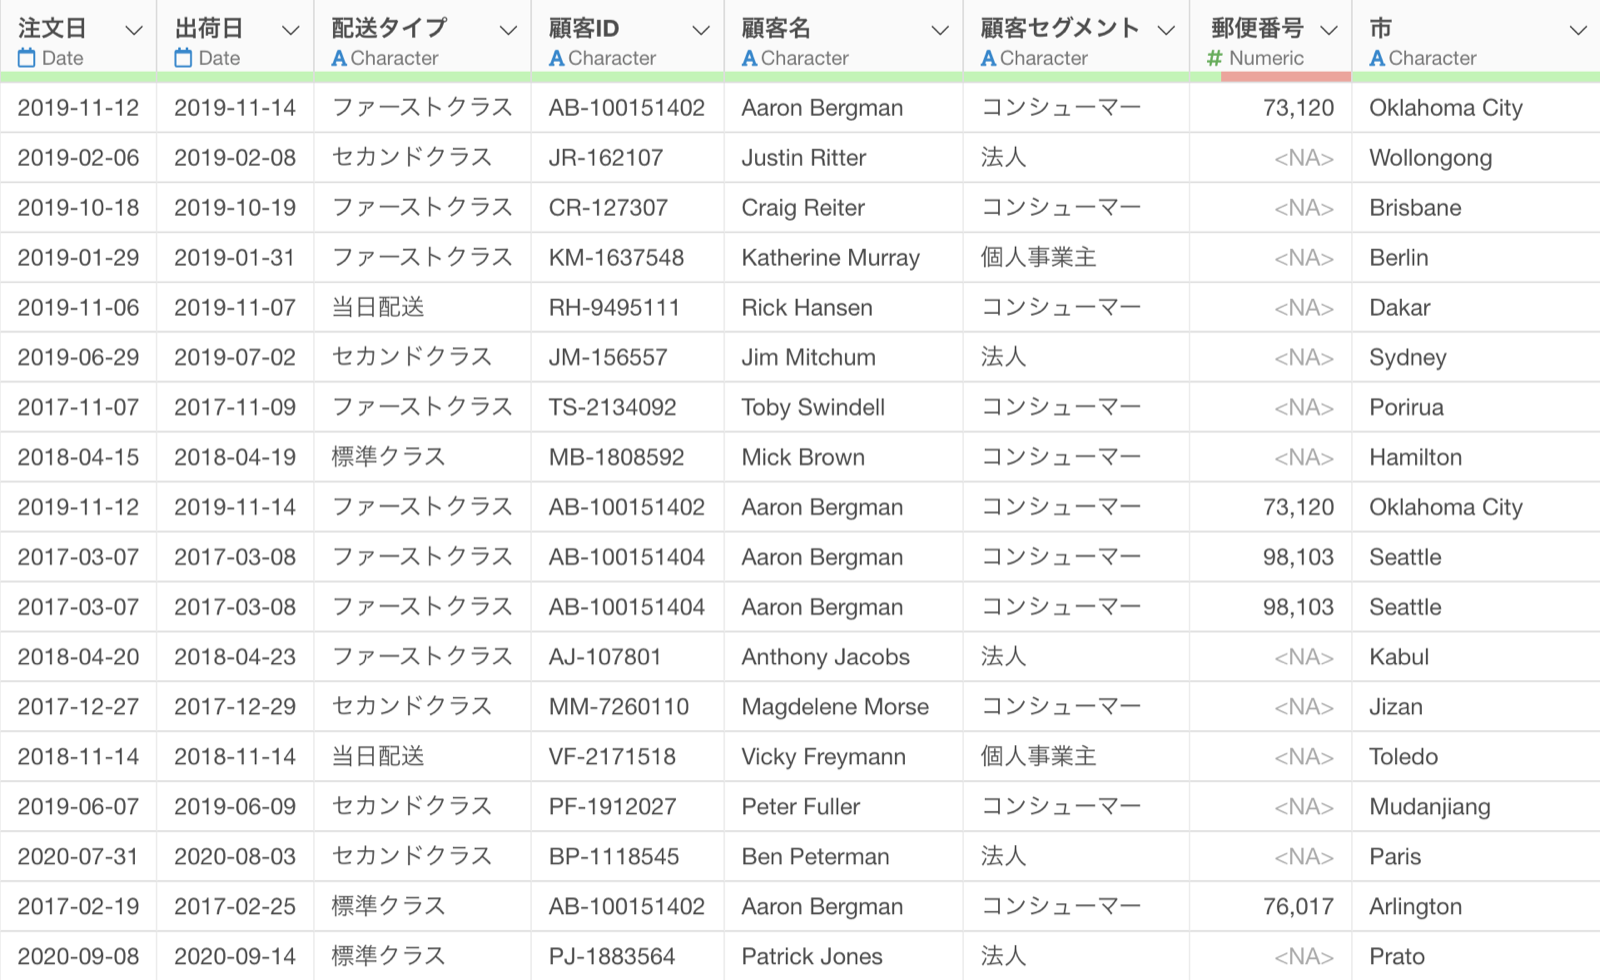 注文日 出荷日 配送タイプ 顧客ID 顧客名 顧客セグメント 郵便番号 市
Date Date A Character A Character A Character A Character # Numeric A Character
2019-11-12 2019-11-14 ファーストクラス AB-100151402 Aaron Bergman コンシューマー 73,120 Oklahoma City
2019-02-06 2019-02-08 セカンドクラス JR-162107 Justin Ritter 法人 <NA> Wollongong
2019-10-18 2019-10-19 ファーストクラス CR-127307 Craig Reiter コンシューマー <NA> Brisbane
2019-01-29 2019-01-31 ファーストクラス KM-1637548 Katherine Murray 個人事業主 <NA> Berlin
2019-11-06 2019-11-07 当日配送 RH-9495111 Rick Hansen コンシューマー <NA> Dakar
2019-06-29 2019-07-02 セカンドクラス JM-156557 Jim Mitchum 法人 <NA> Sydney
2017-11-07 2017-11-09 ファーストクラス TS-2134092 Toby Swindell コンシューマー <NA> Porirua
2018-04-15 2018-04-19 標準クラス MB-1808592 Mick Brown コンシューマー <NA> Hamilton
2019-11-12 2019-11-14 ファーストクラス AB-100151402 Aaron Bergman コンシューマー 73,120 Oklahoma City
2017-03-07 2017-03-08 ファーストクラス AB-100151404 Aaron Bergman コンシューマー 98,103 Seattle
2017-03-07 2017-03-08 ファーストクラス AB-100151404 Aaron Bergman コンシューマー 98,103 Seattle
2018-04-20 2018-04-23 ファーストクラス AJ-107801 Anthony Jacobs 法人 <NA> Kabul
2017-12-27 2017-12-29 セカンドクラス MM-7260110 Magdelene Morse コンシューマー <NA> Jizan
2018-11-14 2018-11-14 当日配送 VF-2171518 Vicky Freymann 個人事業主 <NA> Toledo
2019-06-07 2019-06-09 セカンドクラス PF-1912027 Peter Fuller コンシューマー <NA> Mudanjiang
2020-07-31 2020-08-03 セカンドクラス BP-1118545 Ben Peterman 法人 <NA> Paris
2017-02-19 2017-02-25 標準クラス AB-100151402 Aaron Bergman コンシューマー 76,017 Arlington
2020-09-08 2020-09-14 標準クラス PJ-1883564 Patrick Jones 法人 <NA> Prato